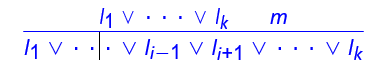 l₁ ∨ · · · ∨ lₖ m
l₁ ∨ · · · ∨ lᵢ₋₁ ∨ lᵢ₊₁ ∨ · · · ∨ lₖ